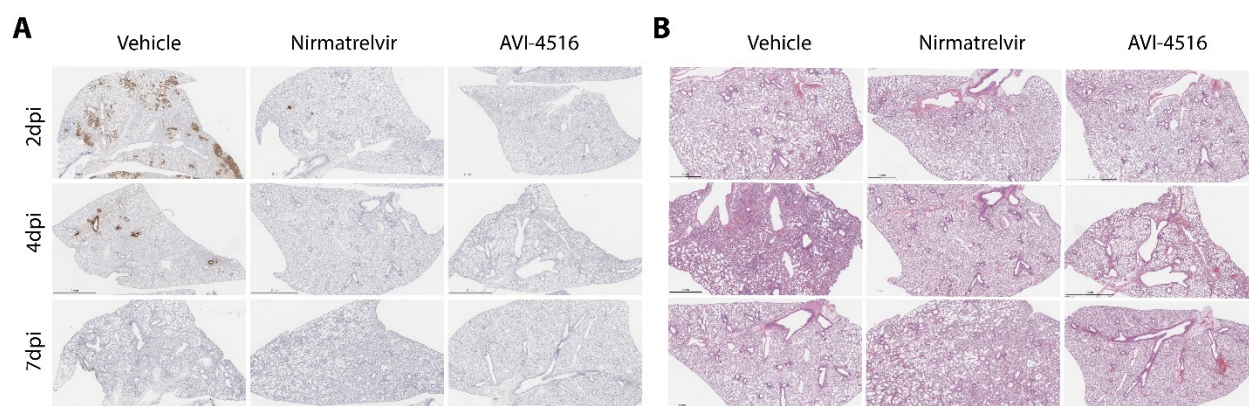 A
Vehicle Nirmatrelvir AVI-4516
2dpi
4dpi
7dpi
B
Vehicle Nirmatrelvir AVI-4516